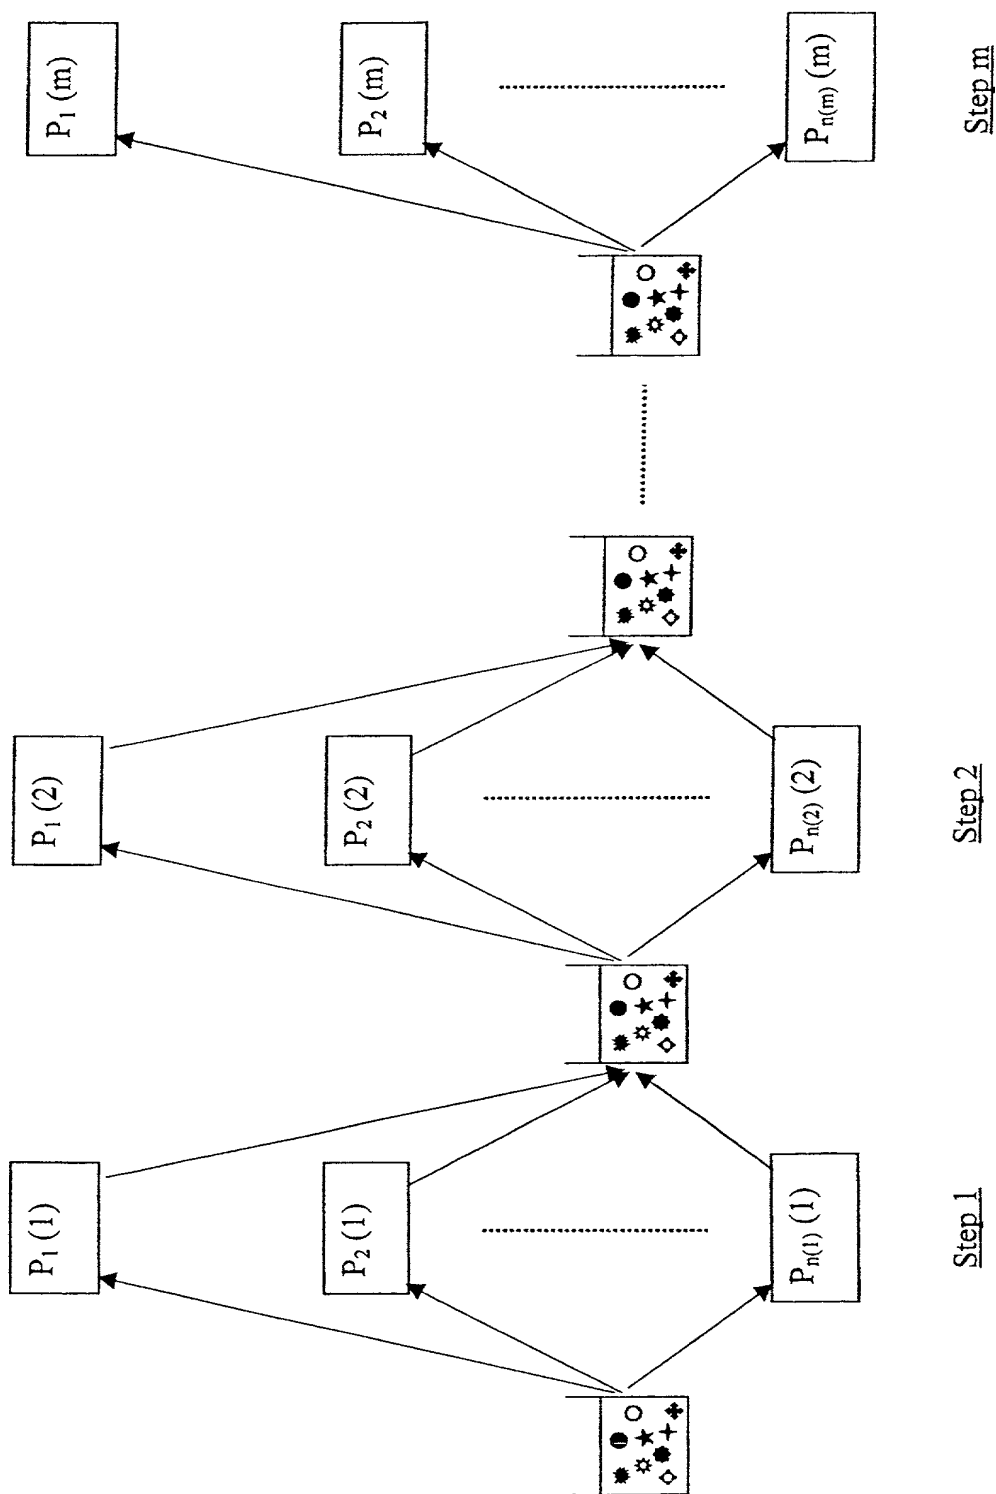 P₁ (1)
P₂ (1)
Pₙ₍₁₎ (1)
Step 1
P₁ (2)
P₂ (2)
Pₙ₍₂₎ (2)
Step 2
P₁ (m)
P₂ (m)
Pₙ₍ₘ₎ (m)
Step m